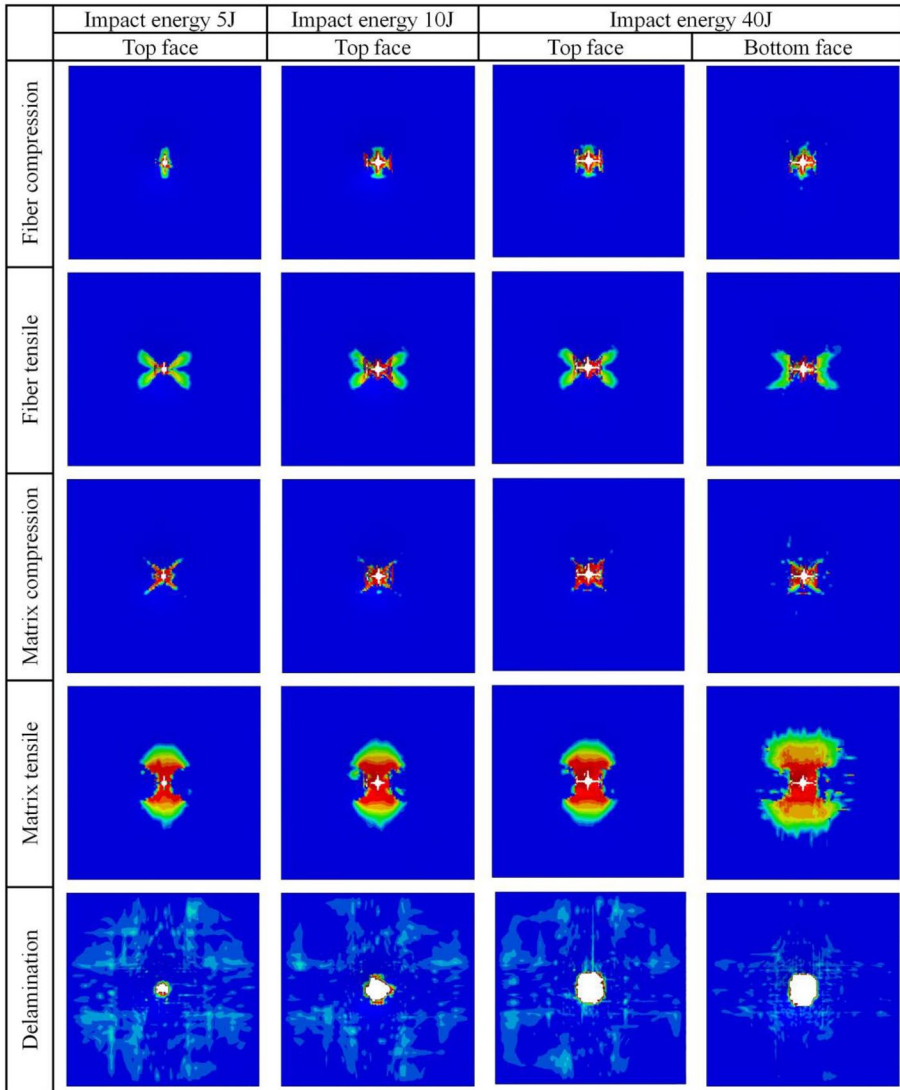 Impact energy 5J
Impact energy 10J
Impact energy 40J
Top face
Top face
Top face
Bottom face
Fiber compression
Fiber tensile
Matrix compression
Matrix tensile
Delamination